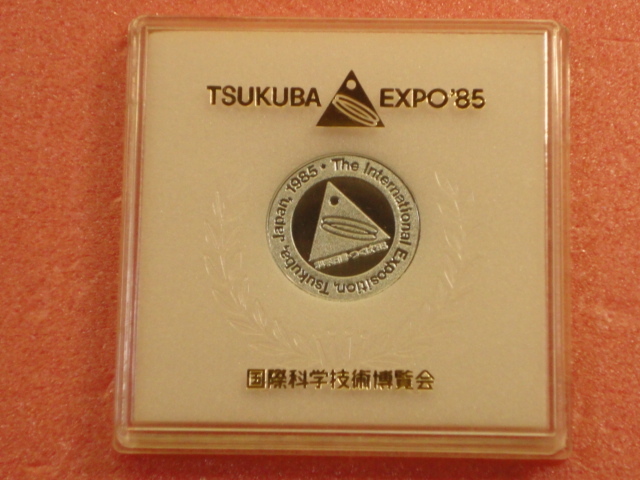 TSUKUBA EXPO'85
The International Exposition, Tsukuba, Japan, 1985 •
国際科学技術博覧会